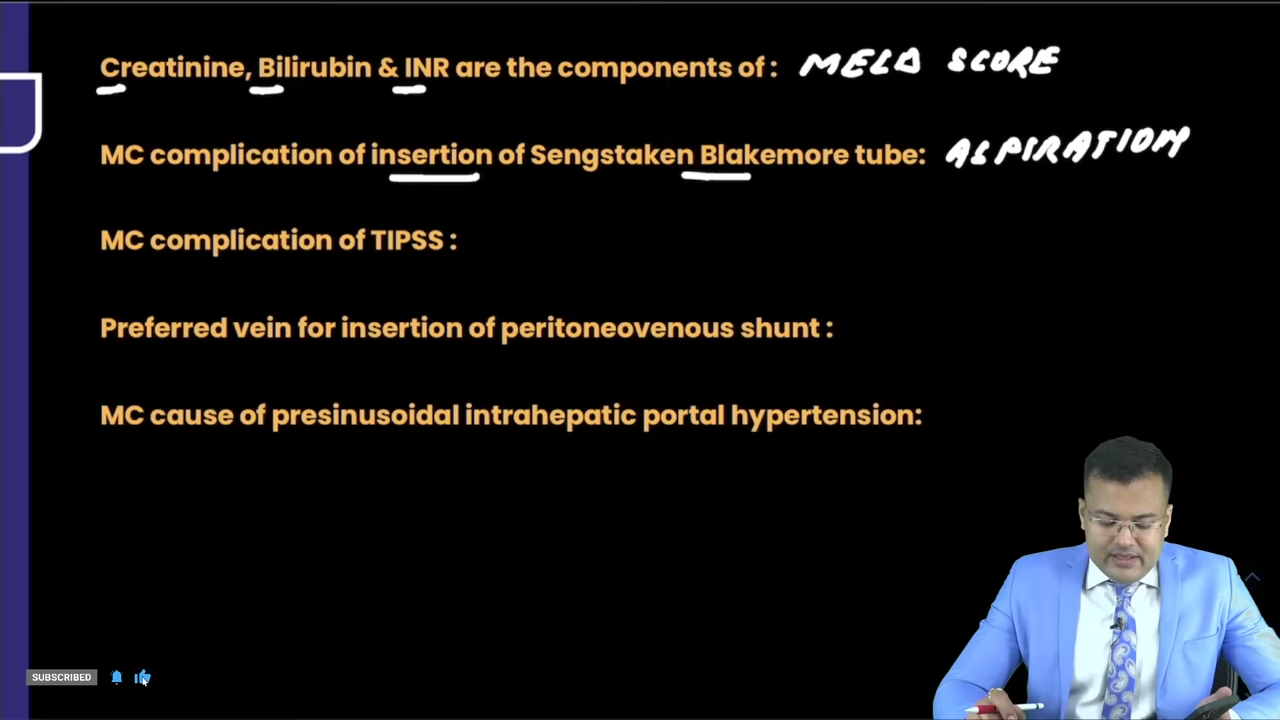 Creatinine, Bilirubin & INR are the components of : MELD SCORE
MC complication of insertion of Sengstaken Blakemore tube: ASPIRATION
MC complication of TIPSS :
Preferred vein for insertion of peritoneovenous shunt :
MC cause of presinusoidal intrahepatic portal hypertension:
SUBSCRIBED